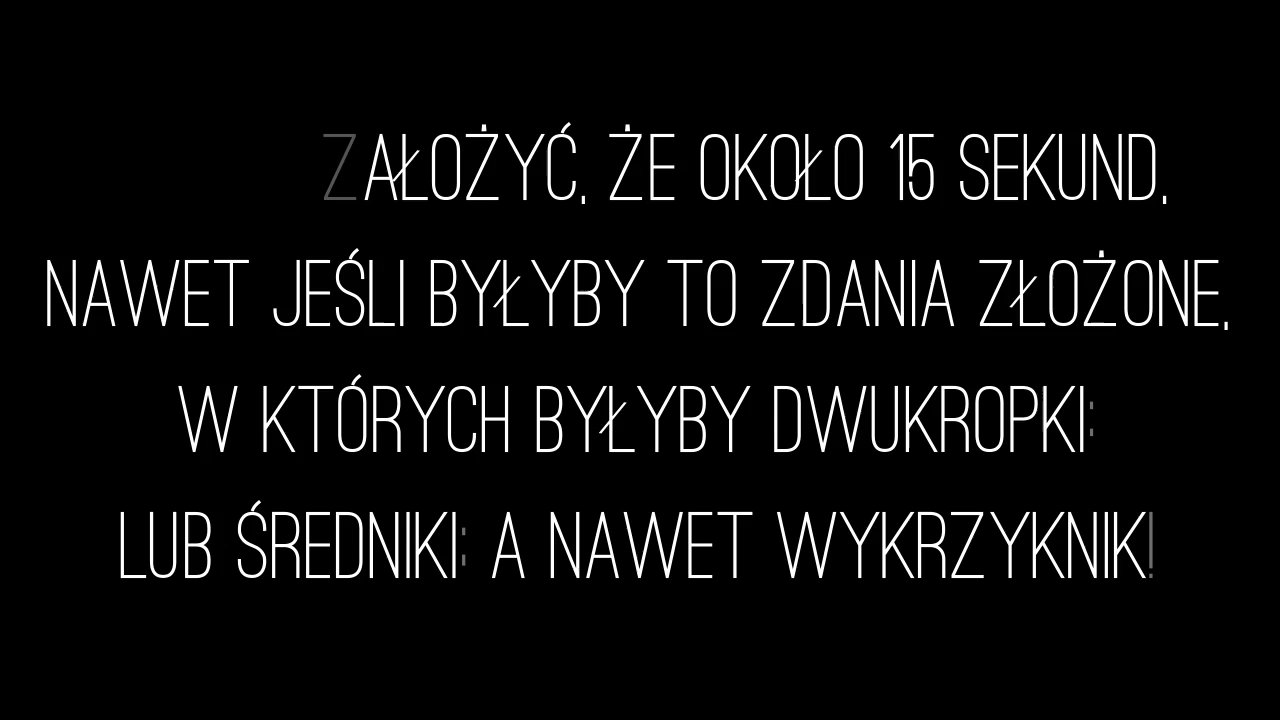 ZAŁOŻYĆ, ŻE OKOŁO 15 SEKUND,
NAWET JEŚLI BYŁYBY TO ZDANIA ZŁOŻONE,
W KTÓRYCH BYŁYBY DWUKROPKI:
LUB ŚREDNIKI; A NAWET WYKRZYKNIK!